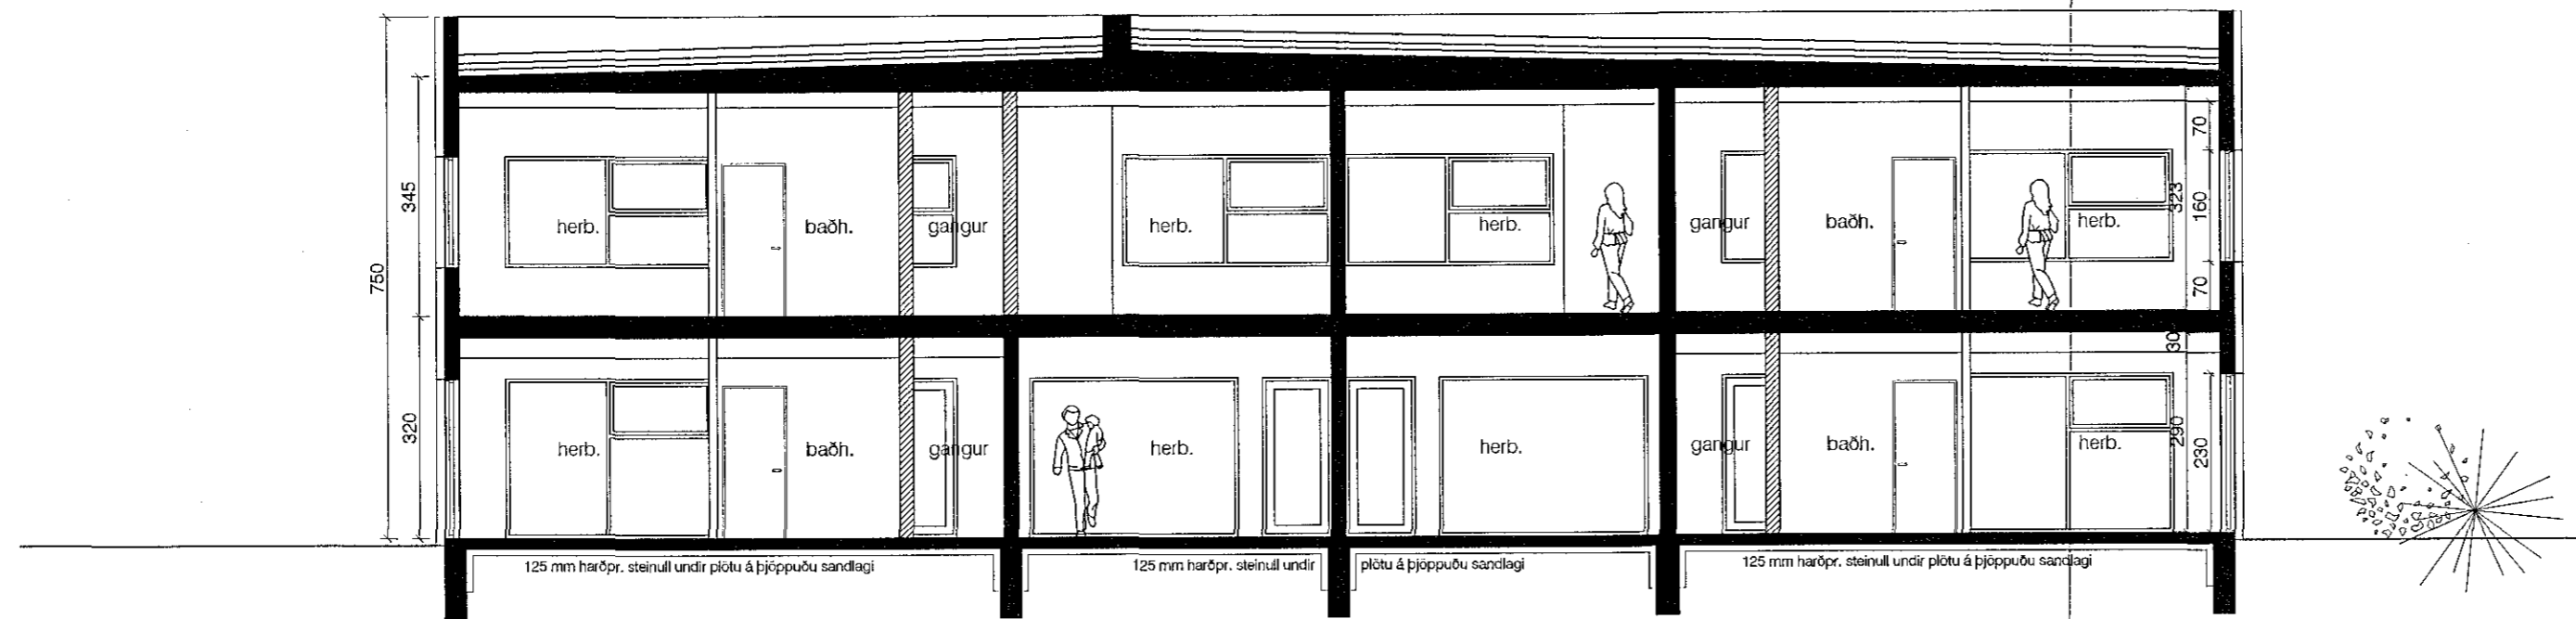 750
345
320
herb.
baðh.
gangur
herb.
herb.
gangur
baðh.
herb.
70
323
160
70
30
herb.
baðh.
gangur
herb.
herb.
gangur
baðh.
herb.
290
230
125 mm harðpr. steinull undir plötu á þjöppuðu sandlagi
125 mm harðpr. steinull undir plötu á þjöppuðu sandlagi
125 mm harðpr. steinull undir plötu á þjöppuðu sandlagi